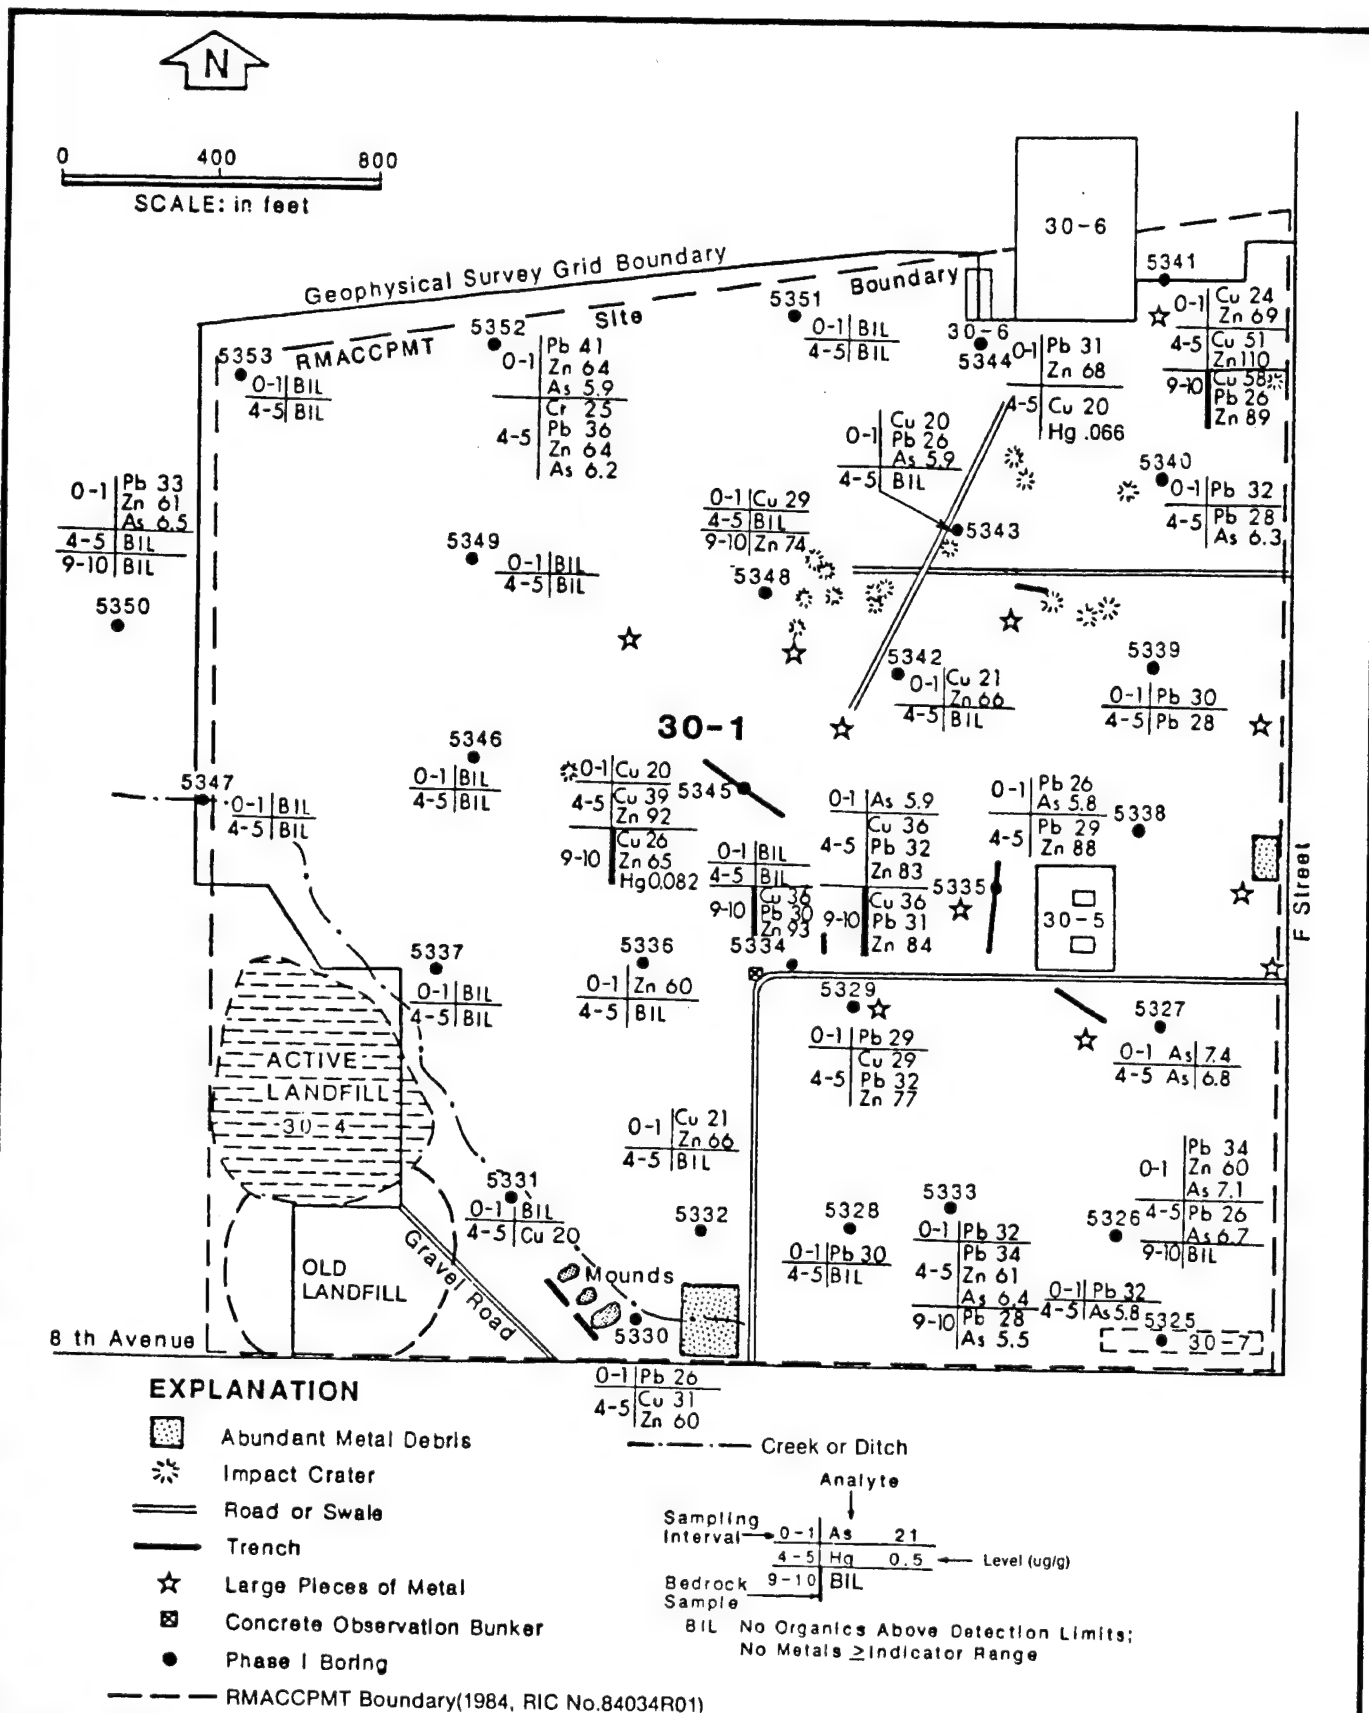 N
0 400 800
SCALE: in feet
30-6
Geophysical Survey Grid Boundary
Boundary
Site
RMACCPMT
5341
0-1 Cu 24
Zn 69
4-5 Cu 51
Zn 110
9-10 Cu 58
Pb 26
Zn 89
5351
0-1 BIL
4-5 BIL
5352
0-1 Pb 41
Zn 64
As 5.9
4-5 Cr 25
Pb 36
Zn 64
As 6.2
5353
0-1 BIL
4-5 BIL
30-6
5344
0-1 Pb 31
Zn 68
4-5 Cu 20
Hg .066
0-1 Cu 20
Pb 26
As 5.9
4-5 BIL
5343
5340
0-1 Pb 32
4-5 Pb 28
As 6.3
0-1 Pb 33
Zn 61
As 6.5
4-5 BIL
9-10 BIL
5350
5349
0-1 BIL
4-5 BIL
0-1 Cu 29
4-5 BIL
9-10 Zn 74
5348
5342
0-1 Cu 21
Zn 66
4-5 BIL
5339
0-1 Pb 30
4-5 Pb 28
30-1
5346
0-1 BIL
4-5 BIL
5347
0-1 BIL
4-5 BIL
0-1 Cu 20
4-5 Cu 39
Zn 92
9-10 Cu 26
Zn 65
Hg 0.082
5345
0-1 As 5.9
4-5 Cu 36
Pb 32
Zn 83
9-10 Cu 36
Pb 31
Zn 84
5335
0-1 Pb 26
As 5.8
4-5 Pb 29
Zn 88
5338
0-1 BIL
4-5 BIL
9-10 Cu 36
Pb 30
Zn 93
5334
30-5
F Street
5337
0-1 BIL
4-5 BIL
5336
0-1 Zn 60
4-5 BIL
5329
0-1 Pb 29
4-5 Cu 29
Pb 32
Zn 77
5327
0-1 As 7.4
4-5 As 6.8
ACTIVE
LANDFILL
30-4
0-1 Cu 21
Zn 66
4-5 BIL
5332
5331
0-1 BIL
4-5 Cu 20
5328
0-1 Pb 30
4-5 BIL
5333
0-1 Pb 32
4-5 Pb 34
Zn 61
As 6.4
9-10 Pb 28
As 5.5
0-1 Pb 34
Zn 60
As 7.1
4-5 Pb 26
As 6.7
9-10 BIL
5326
0-1 Pb 32
4-5 As 5.8
5325
30-7
OLD
LANDFILL
Gravel Road
Mounds
5330
0-1 Pb 26
4-5 Cu 31
Zn 60
8 th Avenue
EXPLANATION
Abundant Metal Debris
Impact Crater
Road or Swale
Trench
Large Pieces of Metal
Concrete Observation Bunker
Phase I Boring
RMACCPMT Boundary(1984, RIC No.84034R01)
Creek or Ditch
Analyte
Sampling
Interval
0-1 As 21
4-5 Hg 0.5
Level (ug/g)
9-10 BIL
Bedrock
Sample
BIL No Organics Above Detection Limits;
No Metals ≥Indicator Range